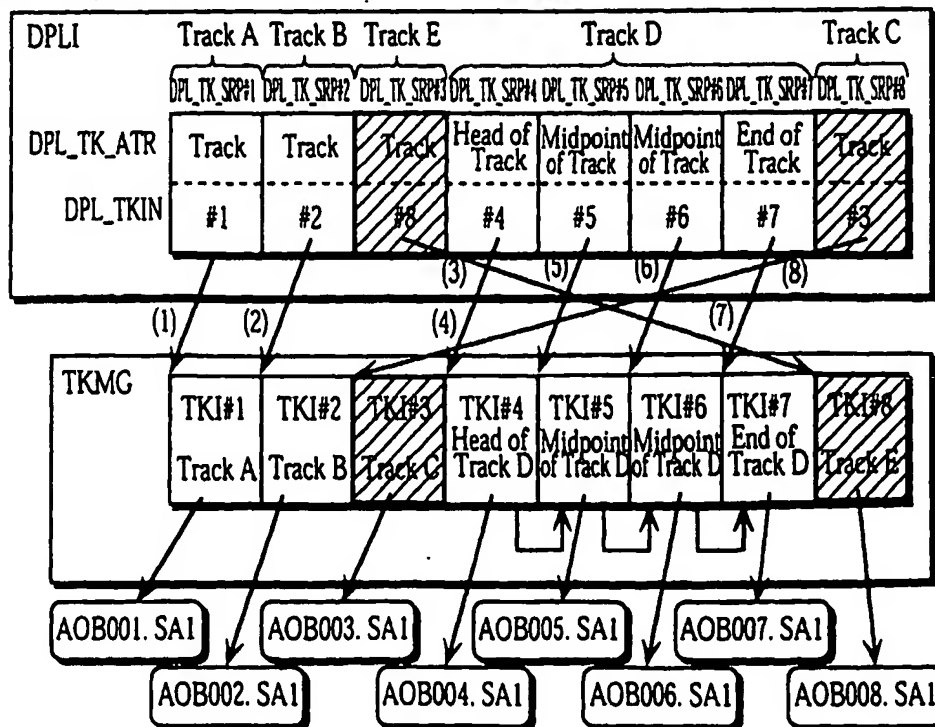 DPLI
Track A Track B Track E Track D Track C
DPL_TK_SRP#1 DPL_TK_SRP#2 DPL_TK_SRP#3 DPL_TK_SRP#4 DPL_TK_SRP#5 DPL_TK_SRP#6 DPL_TK_SRP#7 DPL_TK_SRP#8
DPL_TK_ATR
Track Track Track Head of Track Midpoint of Track Midpoint of Track End of Track Track
DPL_TKIN
#1 #2 #8 #4 #5 #6 #7 #3
(1) (2) (3) (4) (5) (6) (7) (8)
TKMG
TKI#1 TKI#2 TKI#3 TKI#4 TKI#5 TKI#6 TKI#7 TKI#8
Track A Track B Track C Head of Track D Midpoint of Track D Midpoint of Track D End of Track D Track E
AOB001. SA1 AOB003. SA1 AOB005. SA1 AOB007. SA1
AOB002. SA1 AOB004. SA1 AOB006. SA1 AOB008. SA1